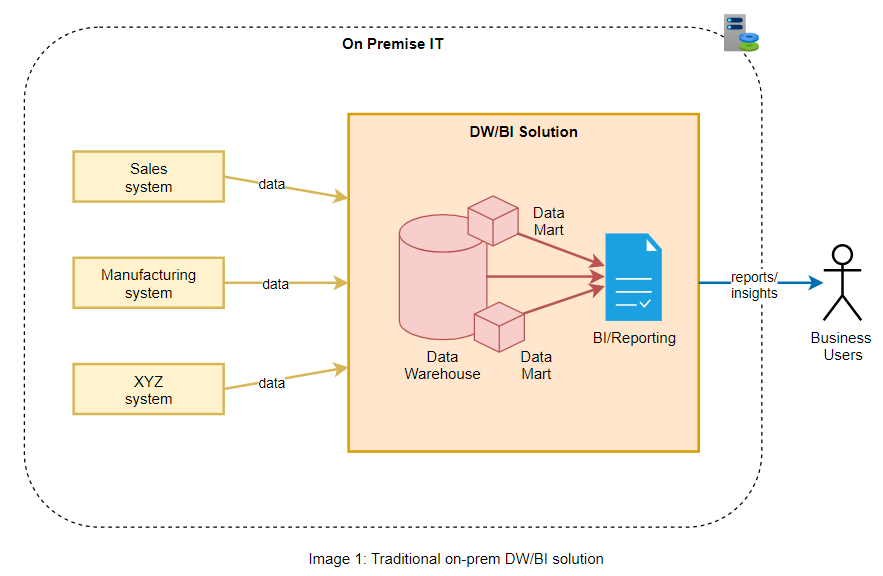 On Premise IT
DW/BI Solution
Sales
system
data
Manufacturing
system
data
XYZ
system
data
Data
Mart
Data
Warehouse
Data
Mart
BI/Reporting
reports/
insights
Business
Users
Image 1: Traditional on-prem DW/BI solution